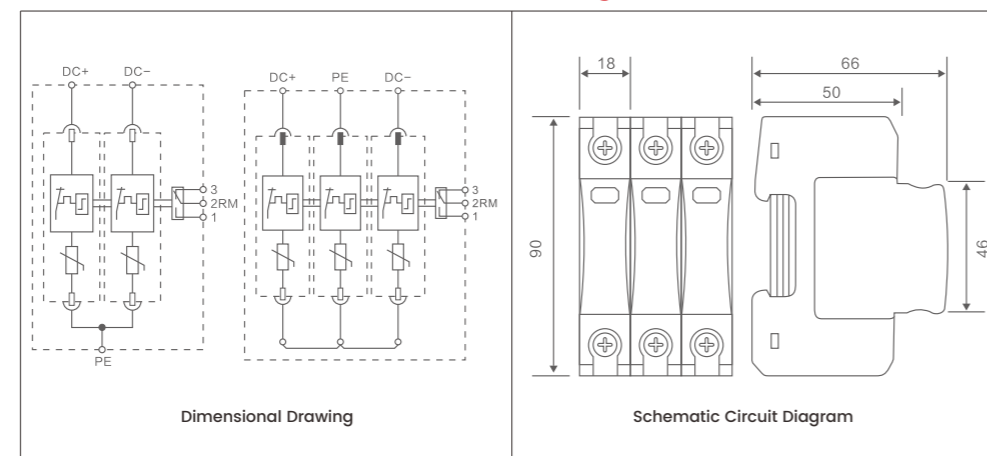 DC+ DC−
3
2RM
1
PE
DC+ PE DC−
3
2RM
1
Dimensional Drawing
18
90
66
50
46
Schematic Circuit Diagram